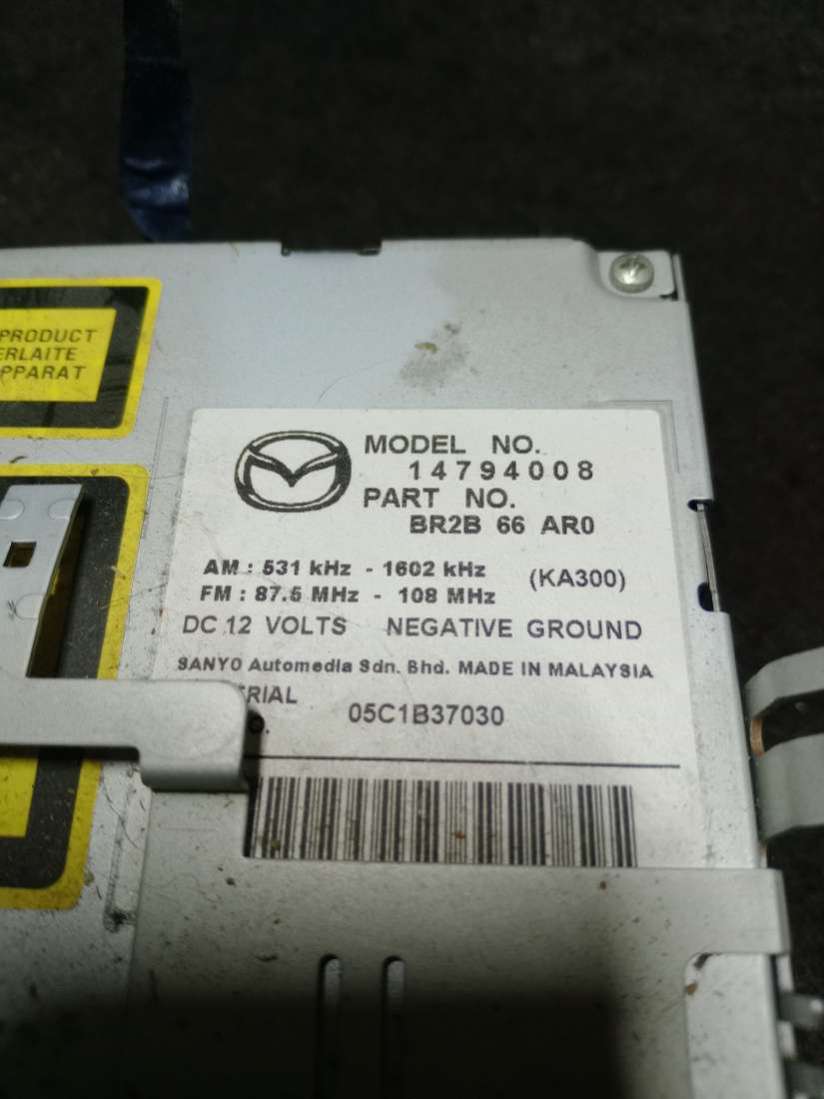 PRODUCT
ERLAITE
PPARAT
MODEL NO.
14794008
PART NO.
BR2B 66 AR0
AM : 531 kHz - 1602 kHz
(KA300)
FM : 87.5 MHz - 108 MHz
DC 12 VOLTS NEGATIVE GROUND
SANYO Automedia Sdn. Bhd. MADE IN MALAYSIA
ERIAL
05C1B37030